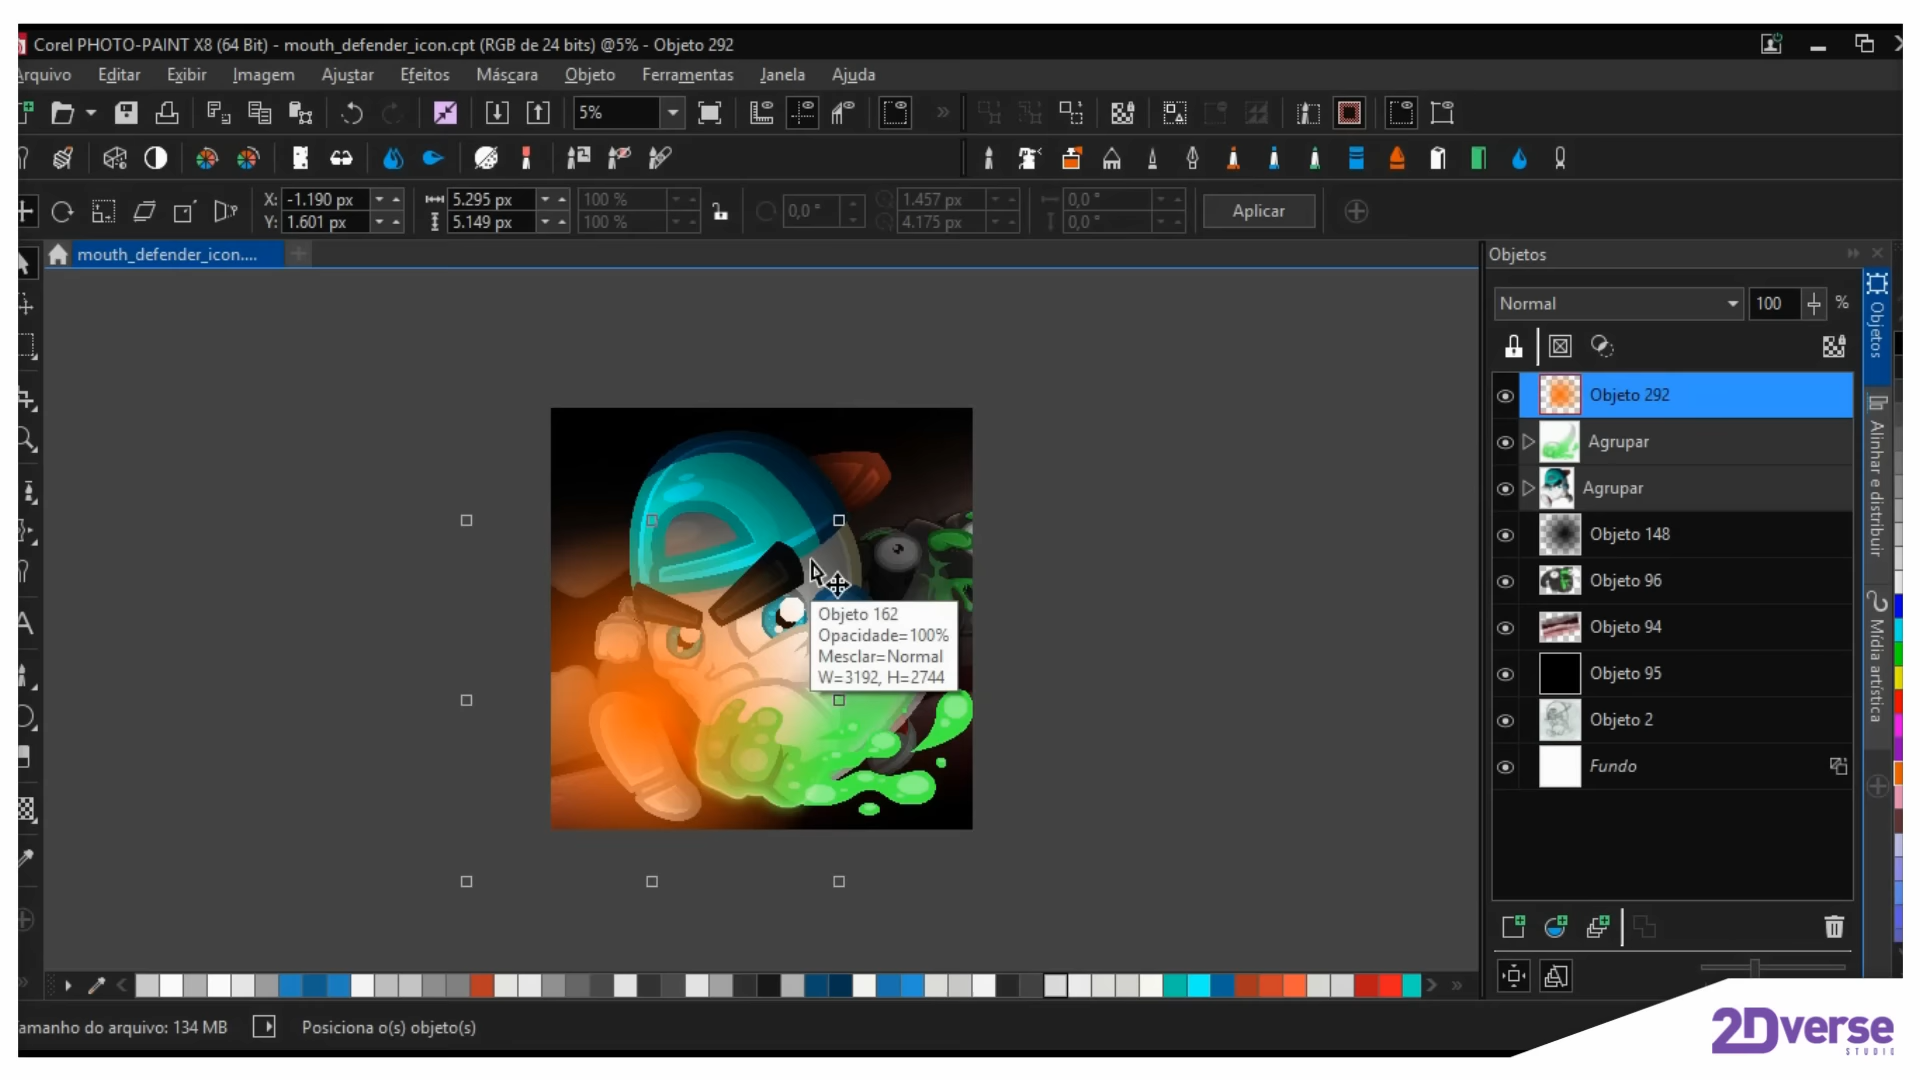 Corel PHOTO-PAINT X8 (64 Bit) - mouth_defender_icon.cpt (RGB de 24 bits) @5% - Objeto 292
Arquivo Editar Exibir Imagem Ajustar Efeitos Máscara Objeto Ferramentas Janela Ajuda
5%
X: -1.190 px 5.295 px 100 % 0,0 ° 1.457 px 0,0 °
Y: 1.601 px 5.149 px 100 % 4.175 px 0,0 °
Aplicar
mouth_defender_icon....
Objetos
Normal 100 %
Objeto 292
Agrupar
Agrupar
Objeto 148
Objeto 96
Objeto 94
Objeto 95
Objeto 2
Fundo
Objetos
Alinhar e distribuir
Mídia artística
Objeto 162
Opacidade=100%
Mesclar=Normal
W=3192, H=2744
amanho do arquivo: 134 MB Posiciona o(s) objeto(s)
2Dverse
STUDIO